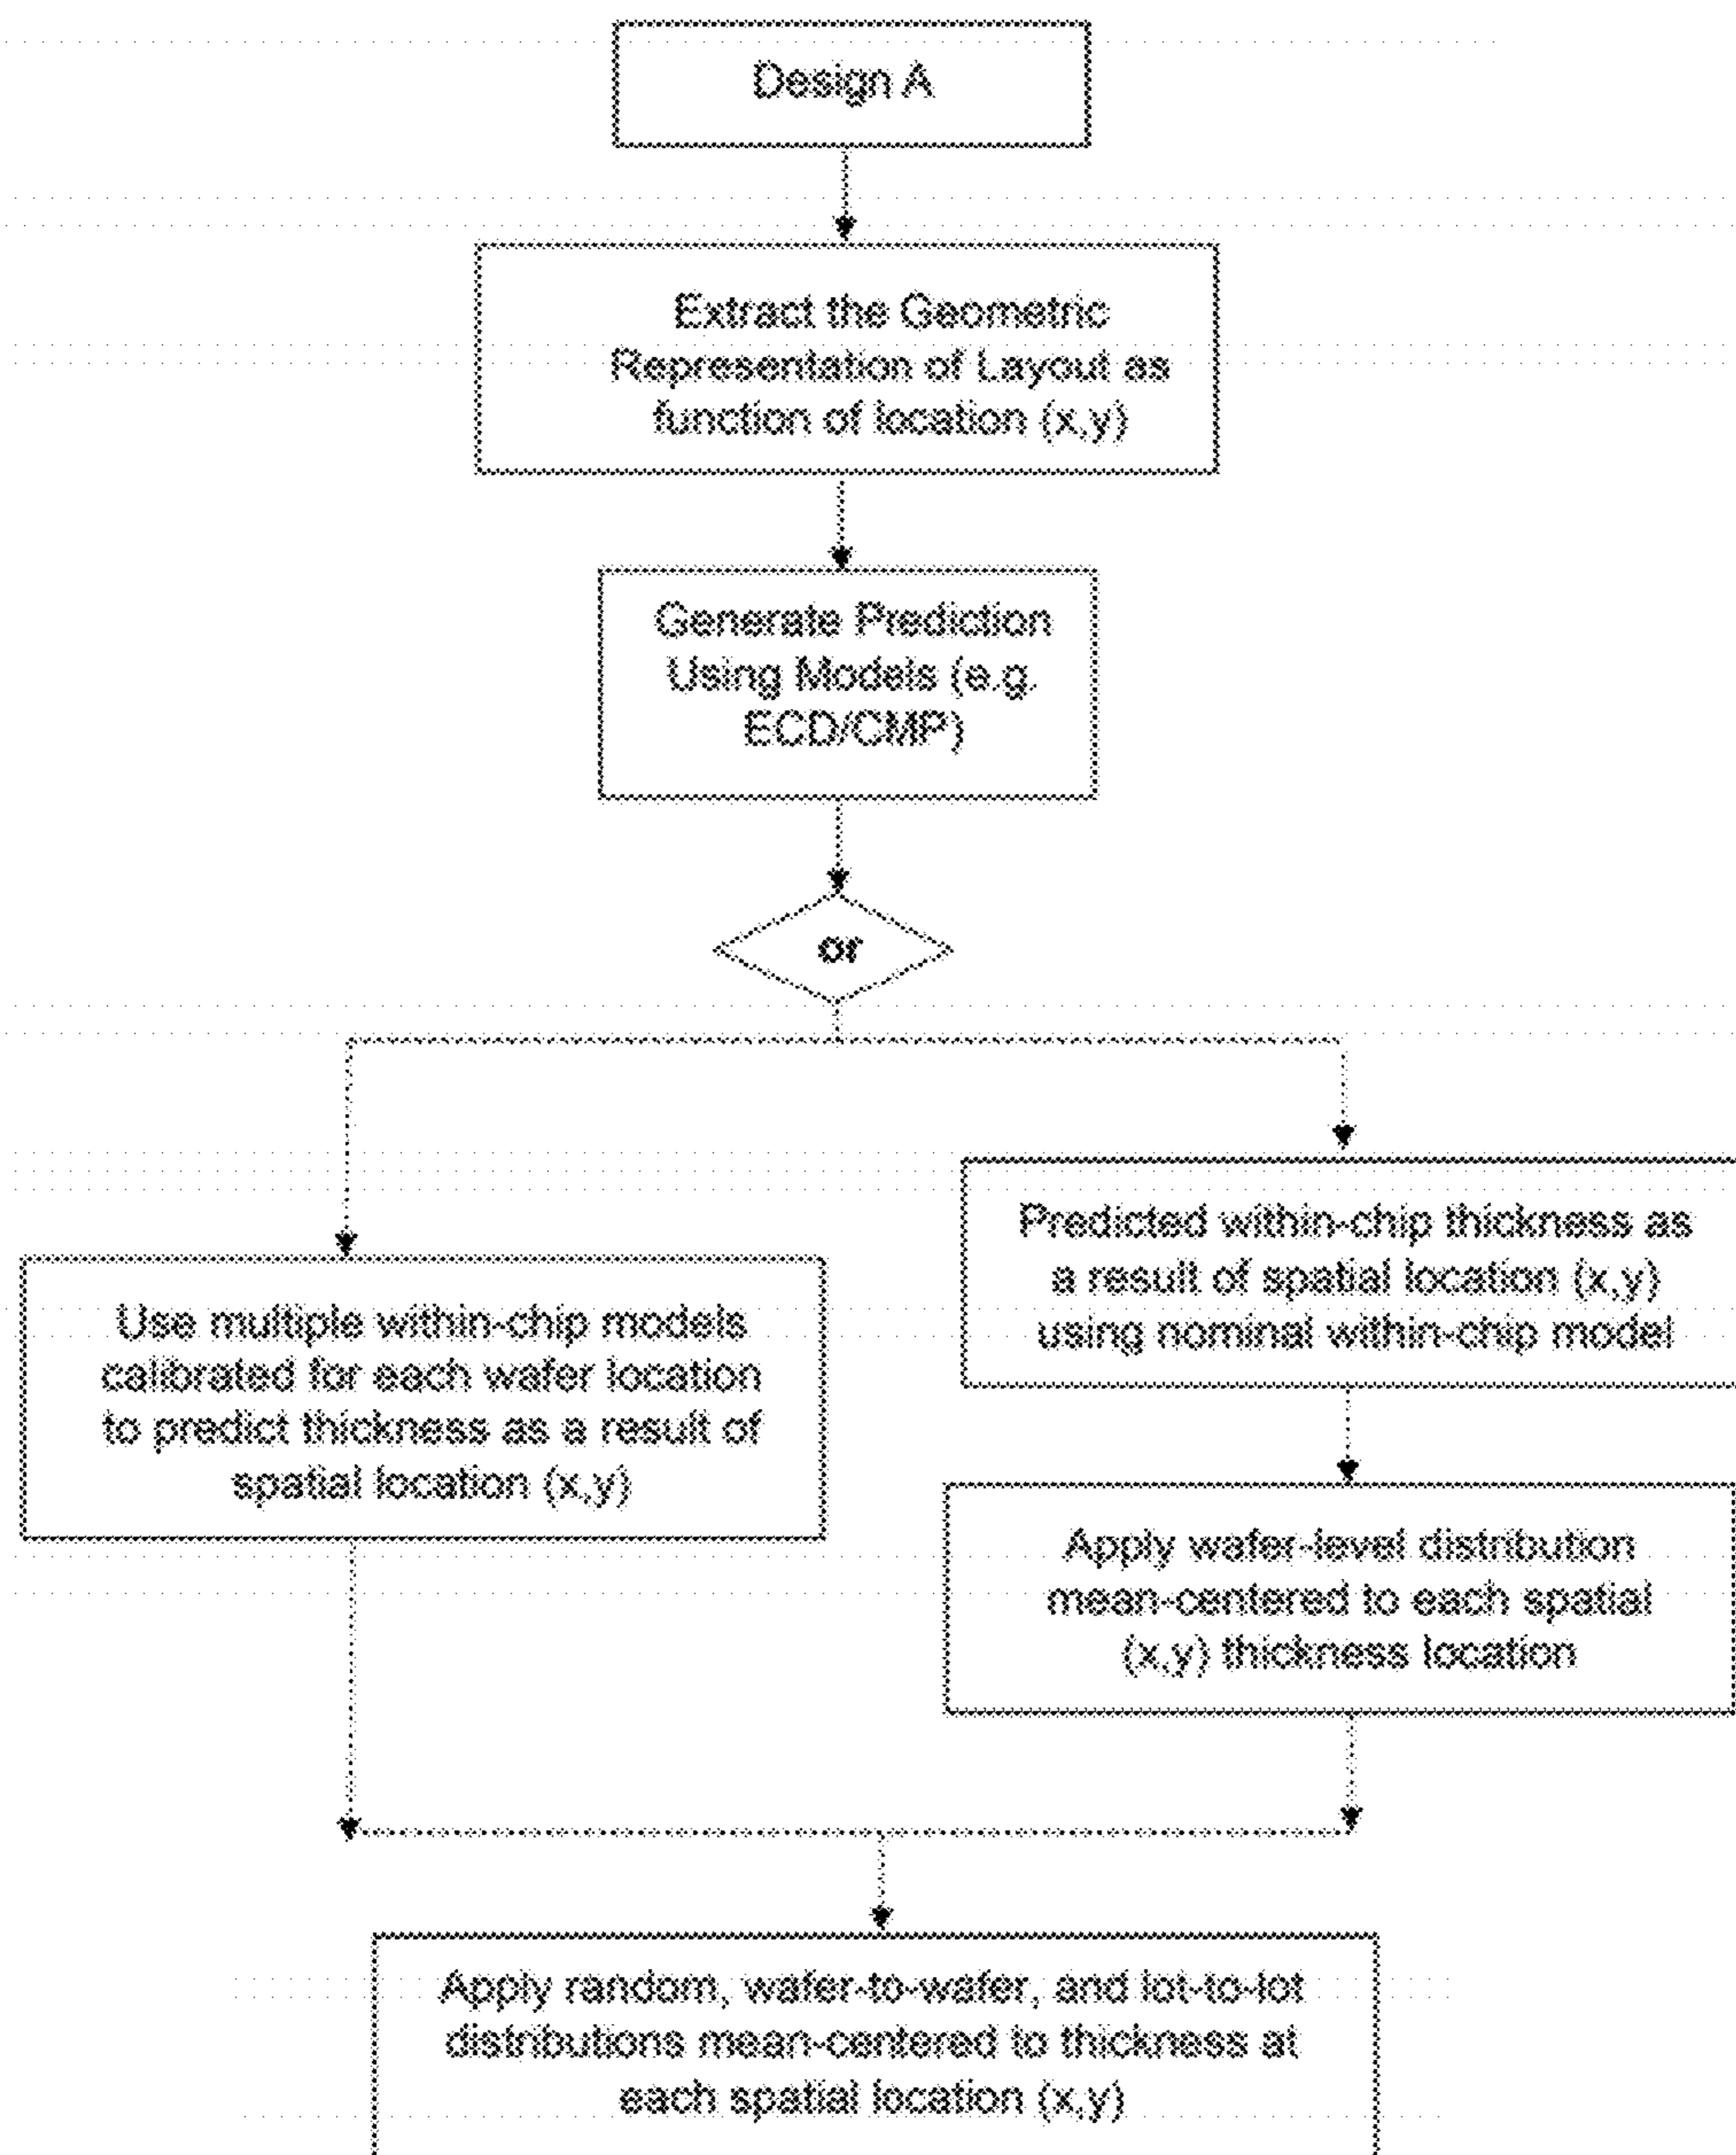 Design A
Extract the Geometric
Representation of Layout as
function of location (x,y)
Generate Prediction
Using Models (e.g.
ECD/CMP)
or
Use multiple within-chip models
calibrated for each wafer location
to predict thickness as a result of
spatial location (x,y)
Predicted within-chip thickness as
a result of spatial location (x,y)
using nominal within-chip model
Apply wafer-level distribution
mean-centered to each spatial
(x,y) thickness location
Apply random, wafer-to-wafer, and lot-to-lot
distributions mean-centered to thickness at
each spatial location (x,y)